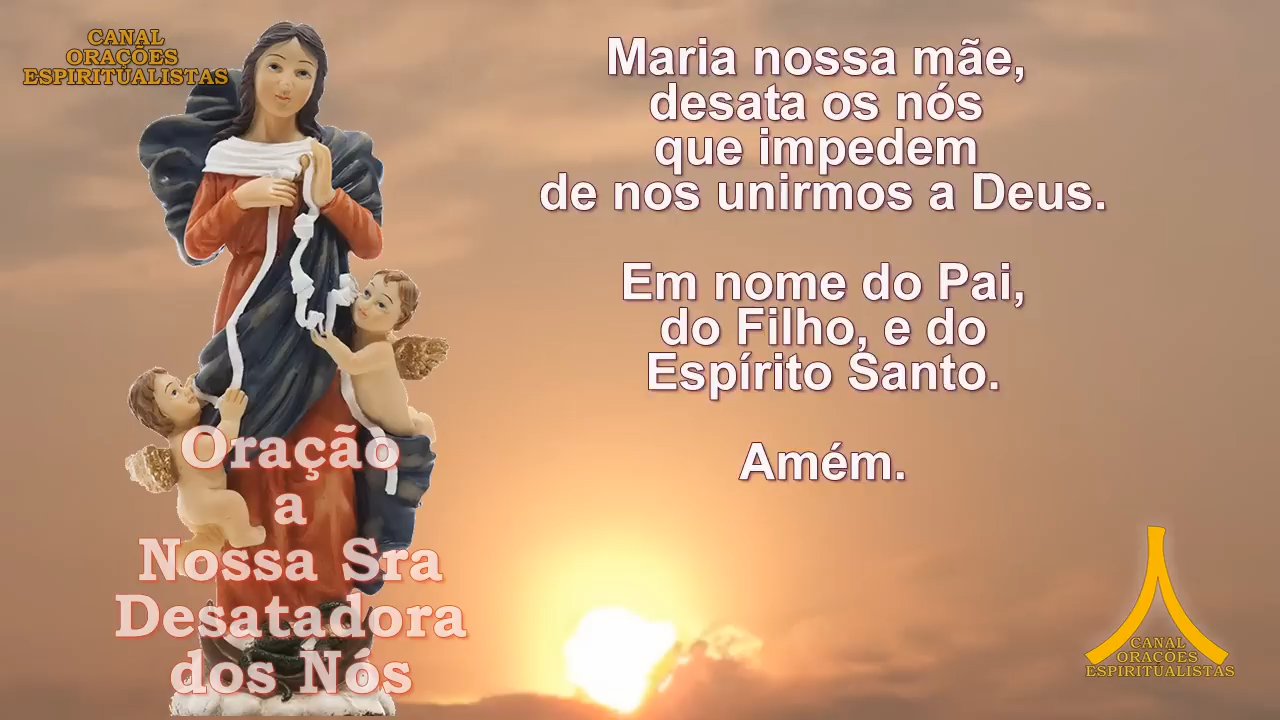 CANAL
ORAÇÕES
ESPIRITUALISTAS
Maria nossa mãe,
desata os nós
que impedem
de nos unirmos a Deus.
Em nome do Pai,
do Filho, e do
Espírito Santo.
Amém.
Oração
a
Nossa Sra
Desatadora
dos Nós
CANAL
ORAÇÕES
ESPIRITUALISTAS